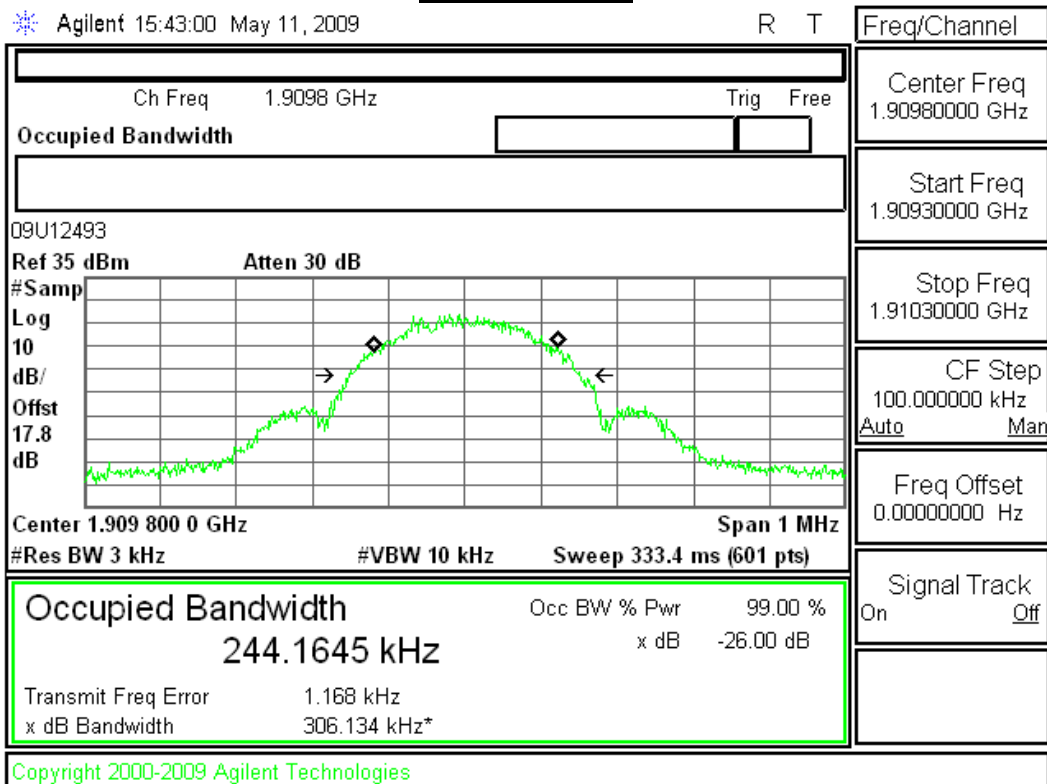 Agilent 15:43:00 May 11, 2009 R T
Freq/Channel
Ch Freq 1.9098 GHz Trig Free
Occupied Bandwidth
Center Freq
1.90980000 GHz
Start Freq
1.90930000 GHz
Stop Freq
1.91030000 GHz
CF Step
100.000000 kHz
Auto Man
Freq Offset
0.00000000 Hz
Signal Track
On Off
09U12493
Ref 35 dBm Atten 30 dB
#Samp
Log
10
dB/
Offst
17.8
dB
Center 1.909 800 0 GHz Span 1 MHz
#Res BW 3 kHz #VBW 10 kHz Sweep 333.4 ms (601 pts)
Occupied Bandwidth Occ BW % Pwr 99.00 %
244.1645 kHz x dB -26.00 dB
Transmit Freq Error 1.168 kHz
x dB Bandwidth 306.134 kHz*
Copyright 2000-2009 Agilent Technologies